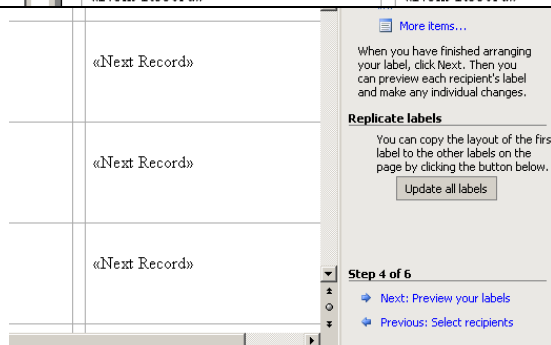 More items...
When you have finished arranging
your label, click Next. Then you
can preview each recipient's label
and make any individual changes.
Replicate labels
You can copy the layout of the firs
label to the other labels on the
page by clicking the button below.
Update all labels
Step 4 of 6
Next: Preview your labels
Previous: Select recipients
«Next Record»
«Next Record»
«Next Record»